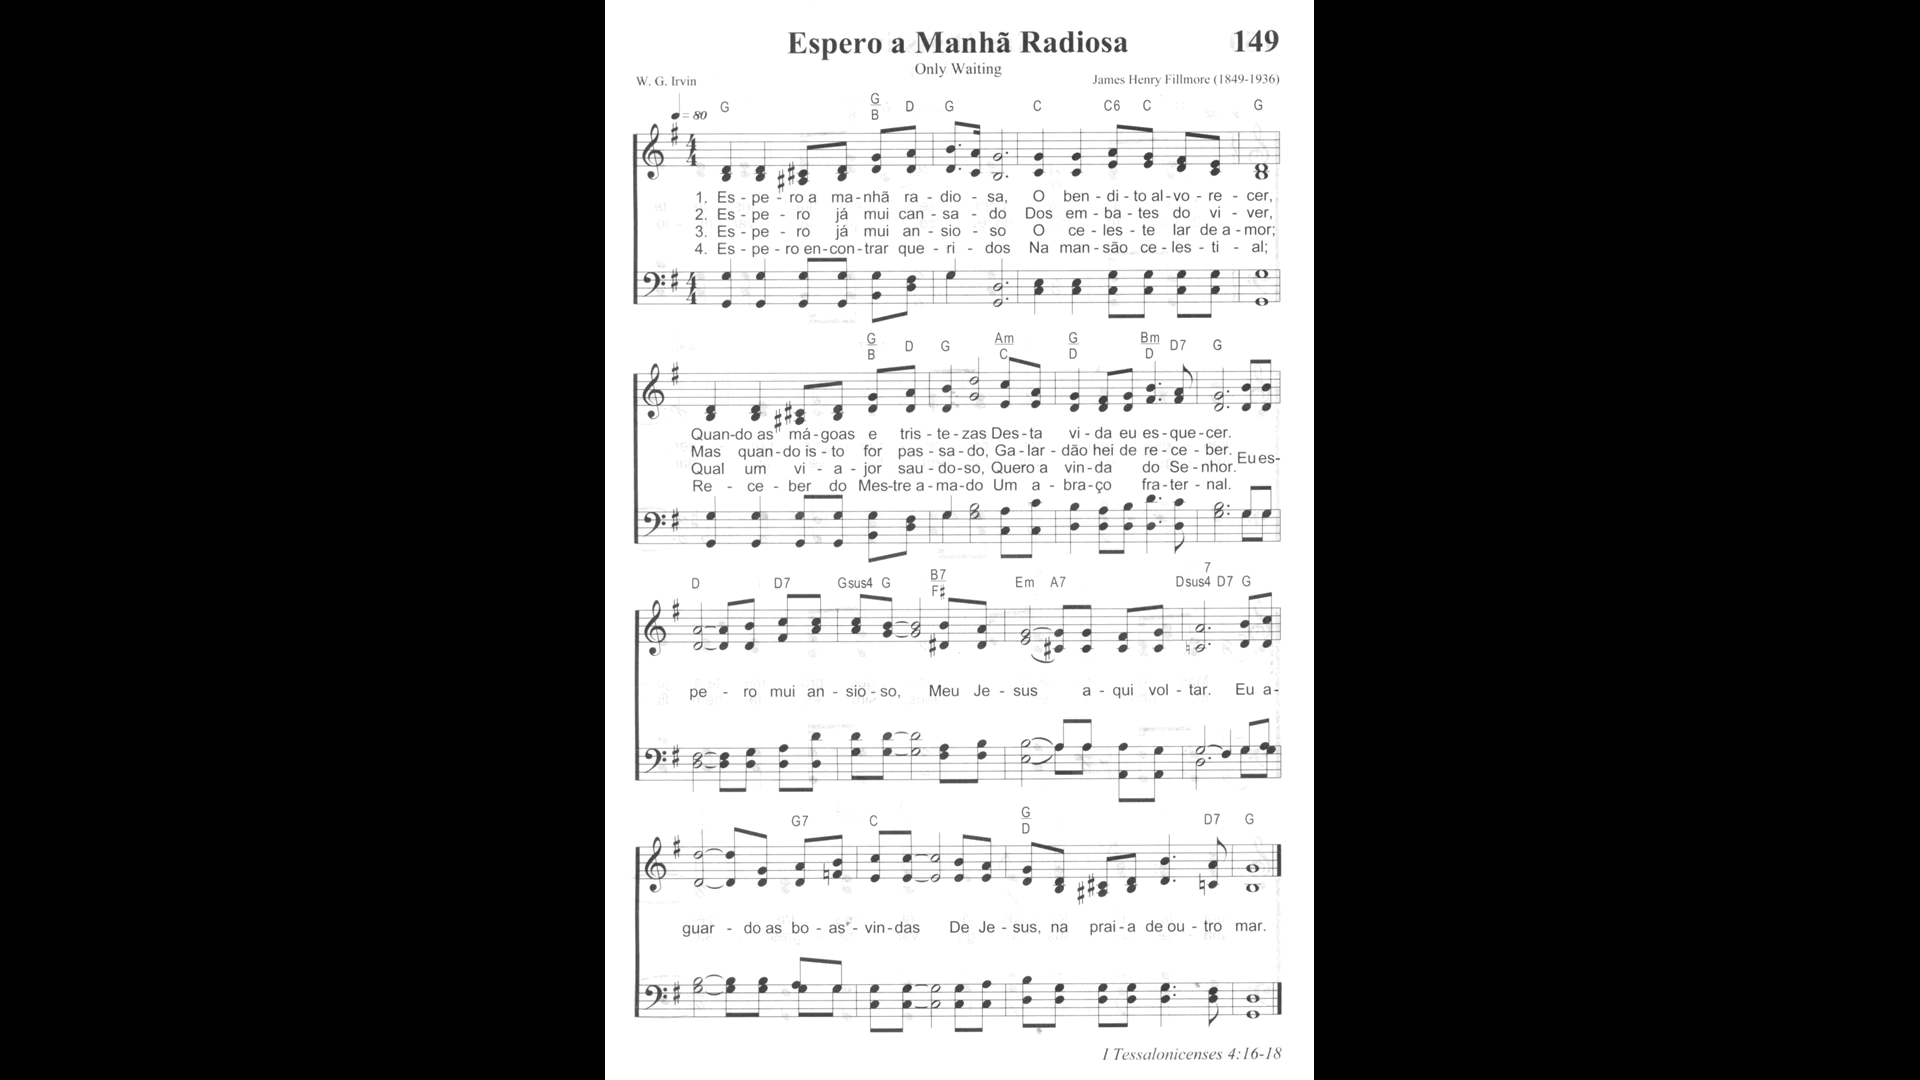 Espero a Manhã Radiosa 149
Only Waiting
W. G. Irvin James Henry Fillmore (1849-1936)
= 80 G G/B D G C C6 C G
1. Es - pe - ro a ma-nhã ra - dio - sa, O ben - di - to al - vo - re - cer,
2. Es - pe - ro já mui can - sa - do Dos em - ba - tes do vi - ver,
3. Es - pe - ro já mui an - sio - so O ce - les - te lar de a - mor;
4. Es - pe - ro en-con-trar que - ri - dos Na man-são ce - les - ti - al;
G/B D G Am/C G/D Bm/D D7 G
Quan-do as má-goas e tris - te - zas Des - ta vi - da eu es - que - cer.
Mas quan-do is - to for pas - sa - do, Ga - lar - dão hei de re - ce - ber.
Eu es-
Qual um vi - a - jor sau - do - so, Quero a vin - da do Se - nhor.
Re - ce - ber do Mes-tre a - ma - do Um a - bra - ço fra - ter - nal.
D D7 Gsus4 G B7/F# Em A7 7 Dsus4 D7 G
pe - ro mui an - sio - so, Meu Je - sus a - qui vol - tar. Eu a-
G7 C G/D D7 G
guar - do as bo - as - vin - das De Je - sus, na prai - a de ou - tro mar.
I Tessalonicenses 4:16-18